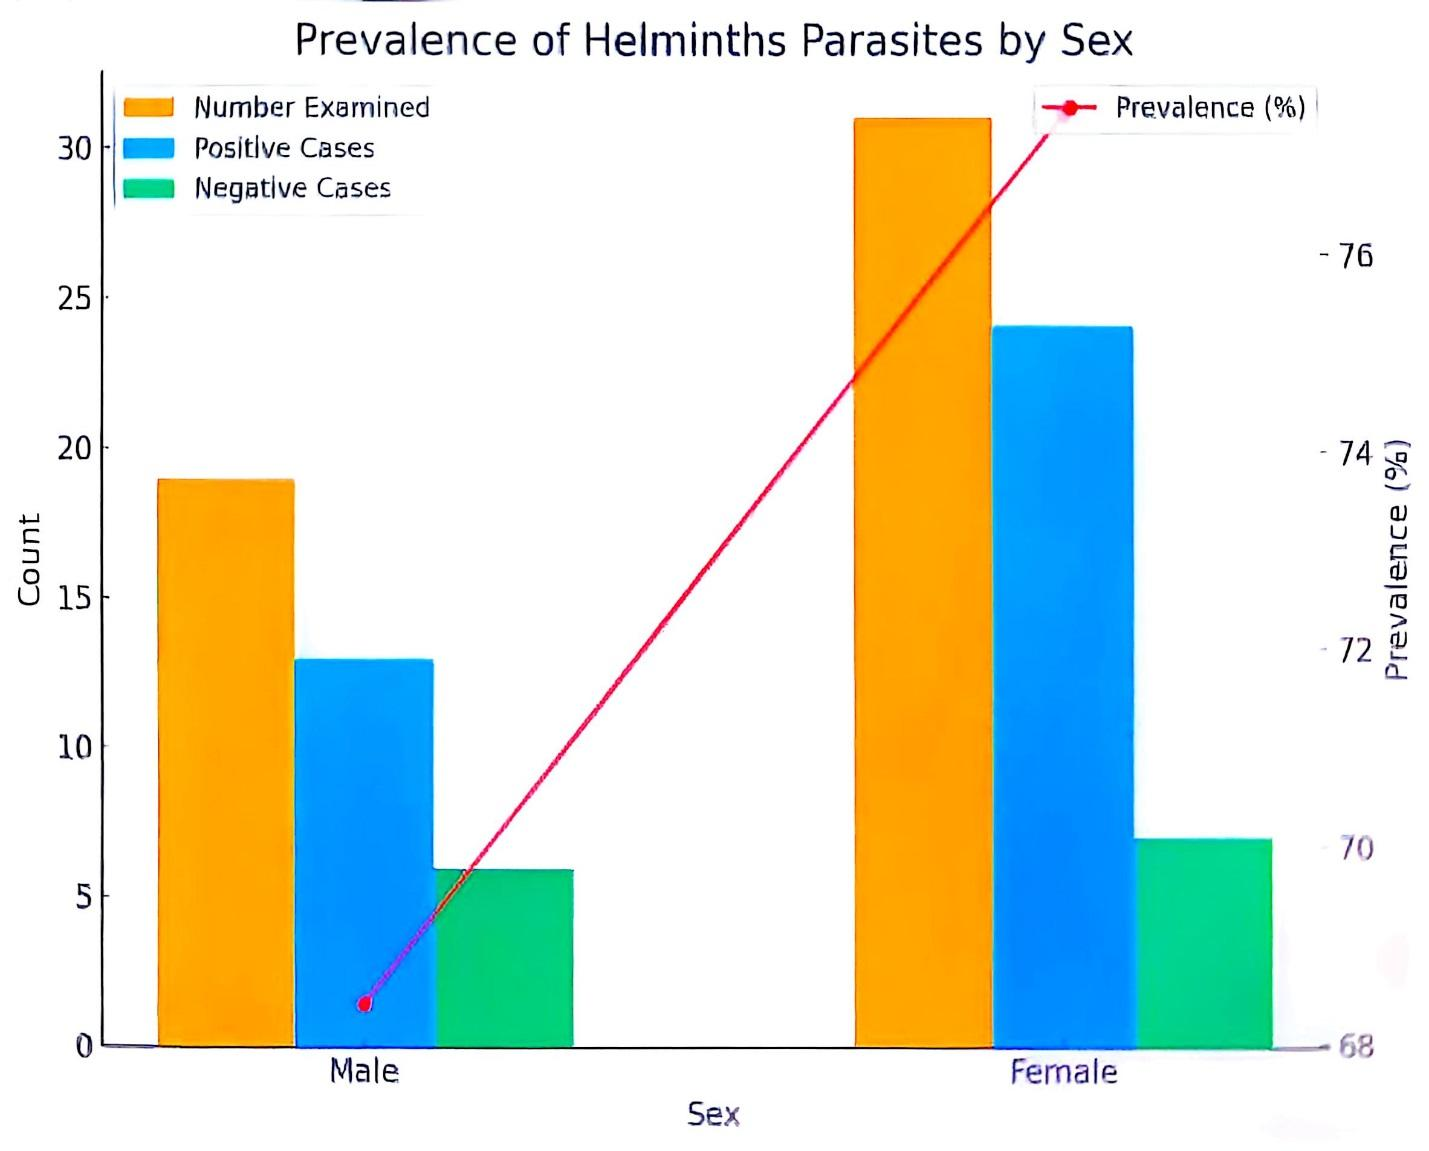 Prevalence of Helminths Parasites by Sex
Number Examined
Positive Cases
Negative Cases
Prevalence (%)
30
25
20
15
10
5
0
Count
76
74
72
70
68
Prevalence (%)
Male
Female
Sex